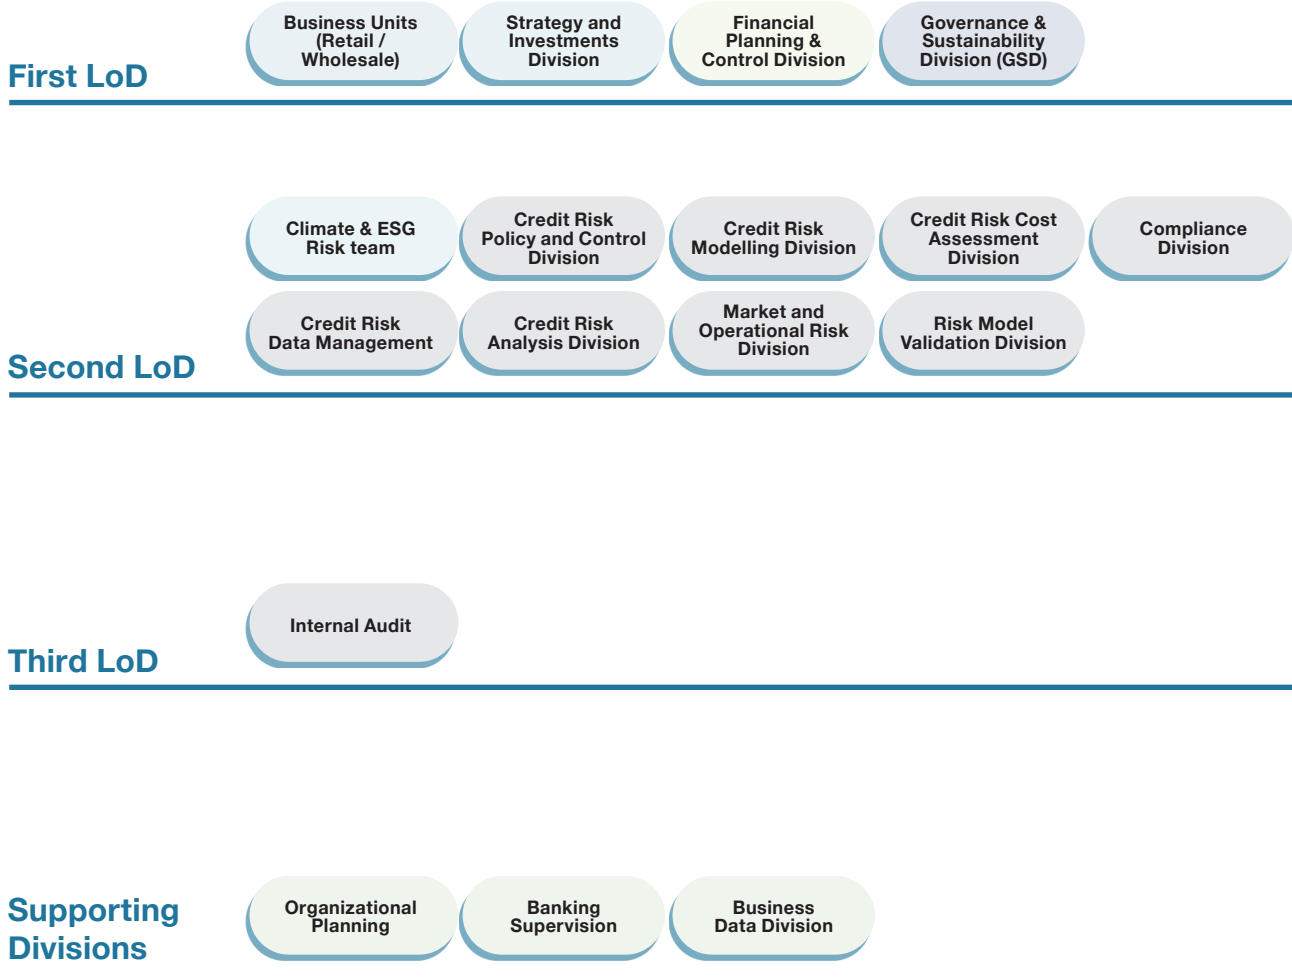 First LoD
Business Units
(Retail /
Wholesale)
Strategy and
Investments
Division
Financial
Planning &
Control Division
Governance &
Sustainability
Division (GSD)
Second LoD
Climate & ESG
Risk team
Credit Risk
Policy and Control
Division
Credit Risk
Modelling Division
Credit Risk Cost
Assessment
Division
Compliance
Division
Credit Risk
Data Management
Credit Risk
Analysis Division
Market and
Operational Risk
Division
Risk Model
Validation Division
Third LoD
Internal Audit
Supporting
Divisions
Organizational
Planning
Banking
Supervision
Business
Data Division